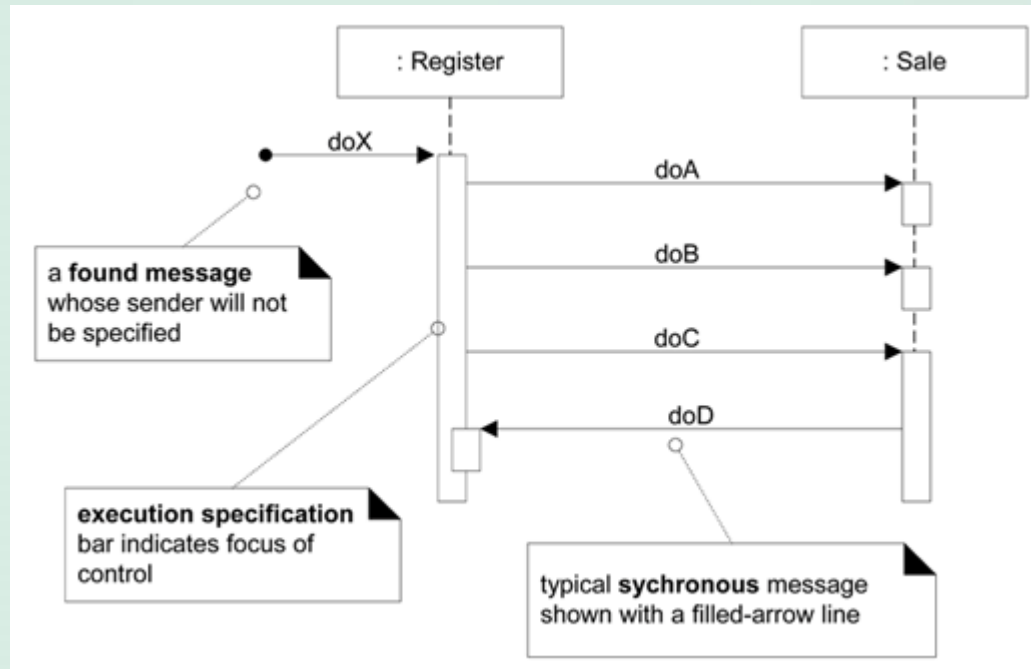 : Register
: Sale
doX
doA
doB
a found message
whose sender will not
be specified
doC
doD
execution specification
bar indicates focus of
control
typical sychronous message
shown with a filled-arrow line